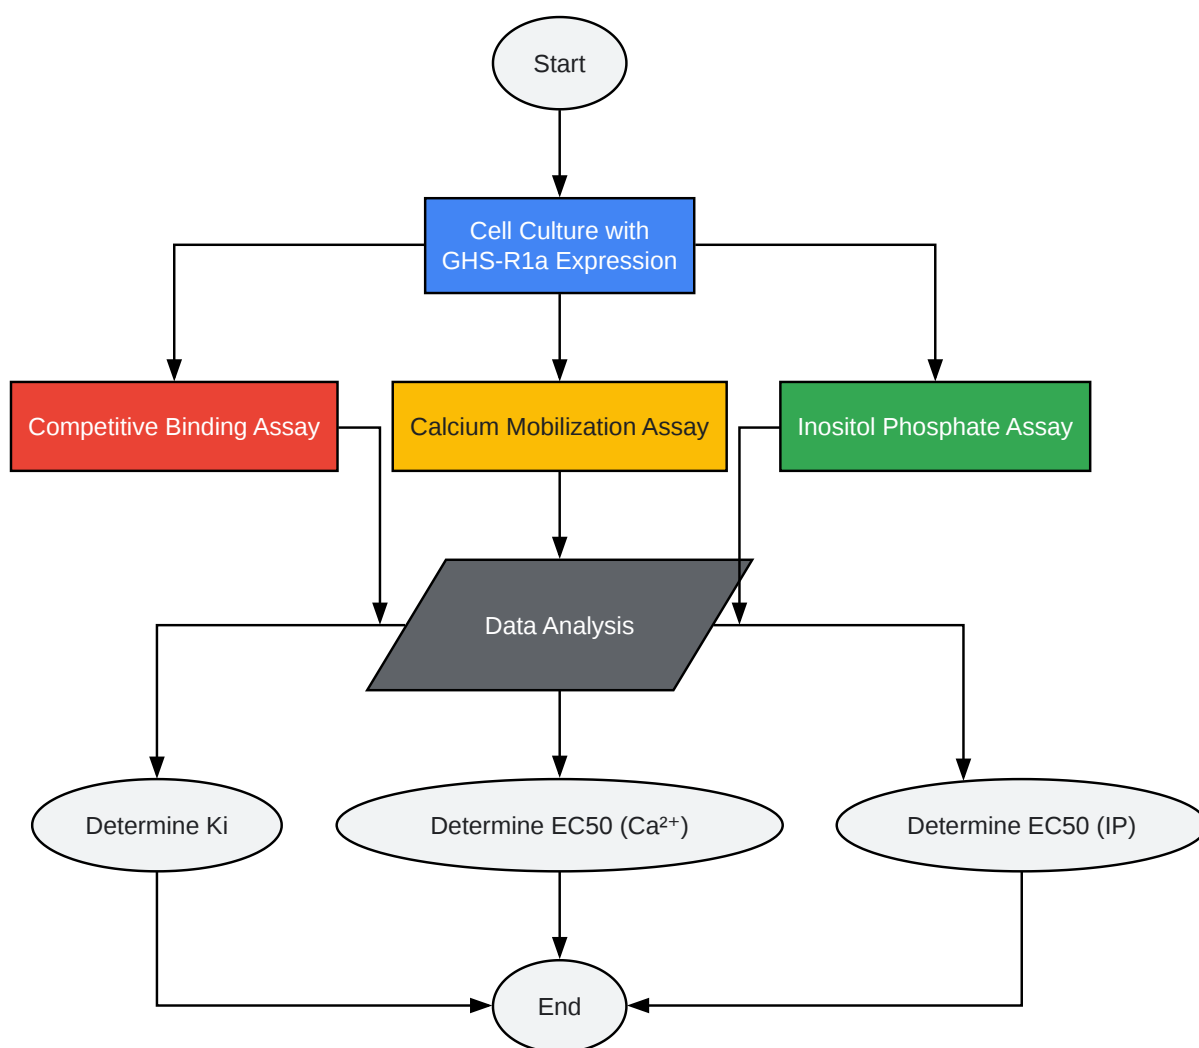 Start
Cell Culture with
GHS-R1a Expression
Competitive Binding Assay
Calcium Mobilization Assay
Inositol Phosphate Assay
Data Analysis
Determine Ki
Determine EC50 (Ca²⁺)
Determine EC50 (IP)
End